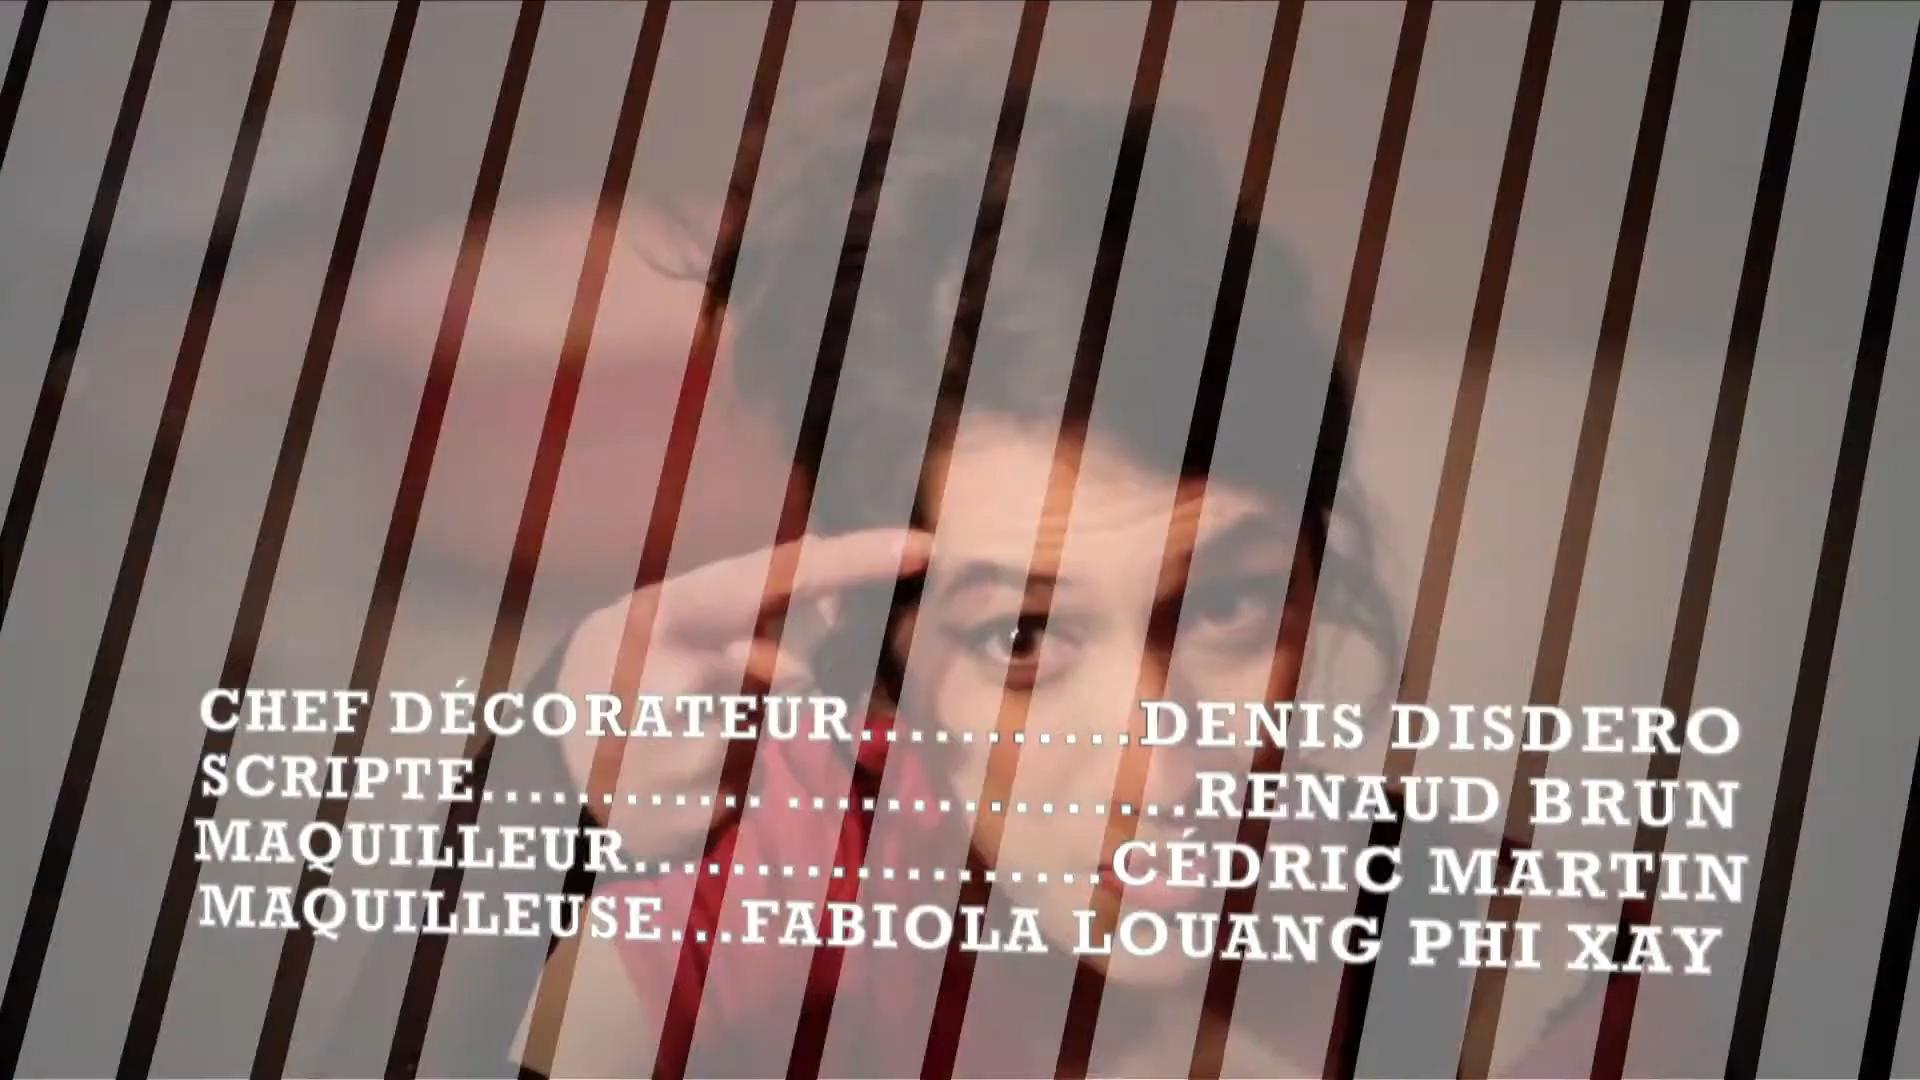 CHEF DÉCORATEUR...........DENIS DISDERO
SCRIPTE............ .................RENAUD BRUN
MAQUILLEUR....................CÉDRIC MARTIN
MAQUILLEUSE...FABIOLA LOUANG PHI XAY